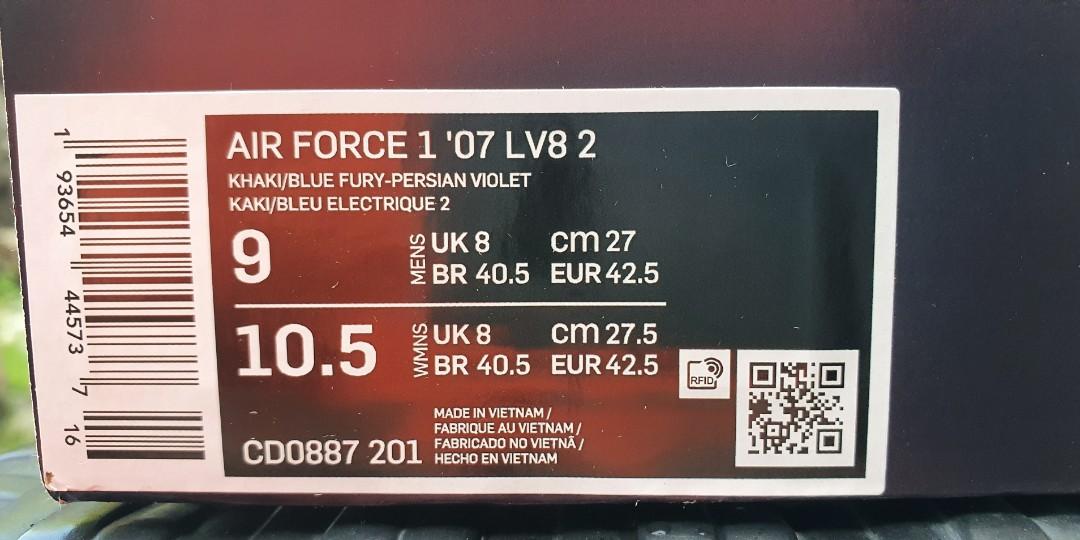 1 93654 44573 7 16
AIR FORCE 1 '07 LV8 2
KHAKI/BLUE FURY-PERSIAN VIOLET
KAKI/BLEU ELECTRIQUE 2
9 MENS UK 8 cm 27
BR 40.5 EUR 42.5
10.5 WMNS UK 8 cm 27.5
BR 40.5 EUR 42.5
RFID
MADE IN VIETNAM /
FABRIQUE AU VIETNAM /
FABRICADO NO VIETNÃ /
HECHO EN VIETNAM
CD0887 201